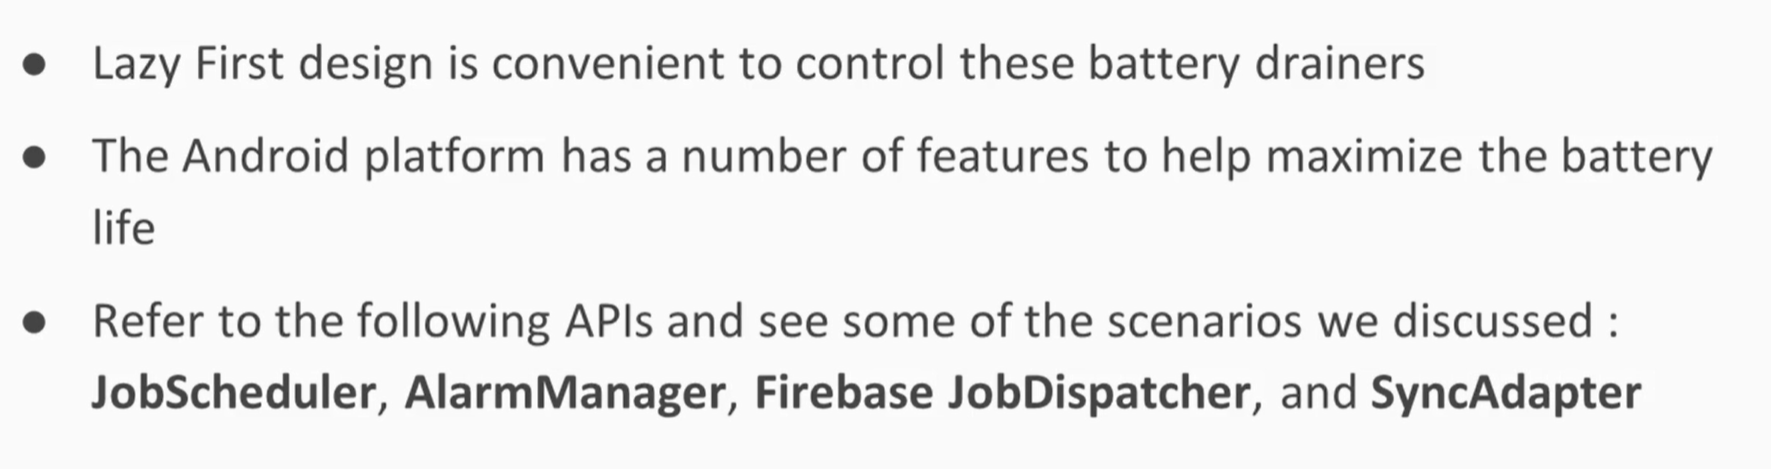 ● Lazy First design is convenient to control these battery drainers
● The Android platform has a number of features to help maximize the battery
life
● Refer to the following APIs and see some of the scenarios we discussed :
JobScheduler, AlarmManager, Firebase JobDispatcher, and SyncAdapter